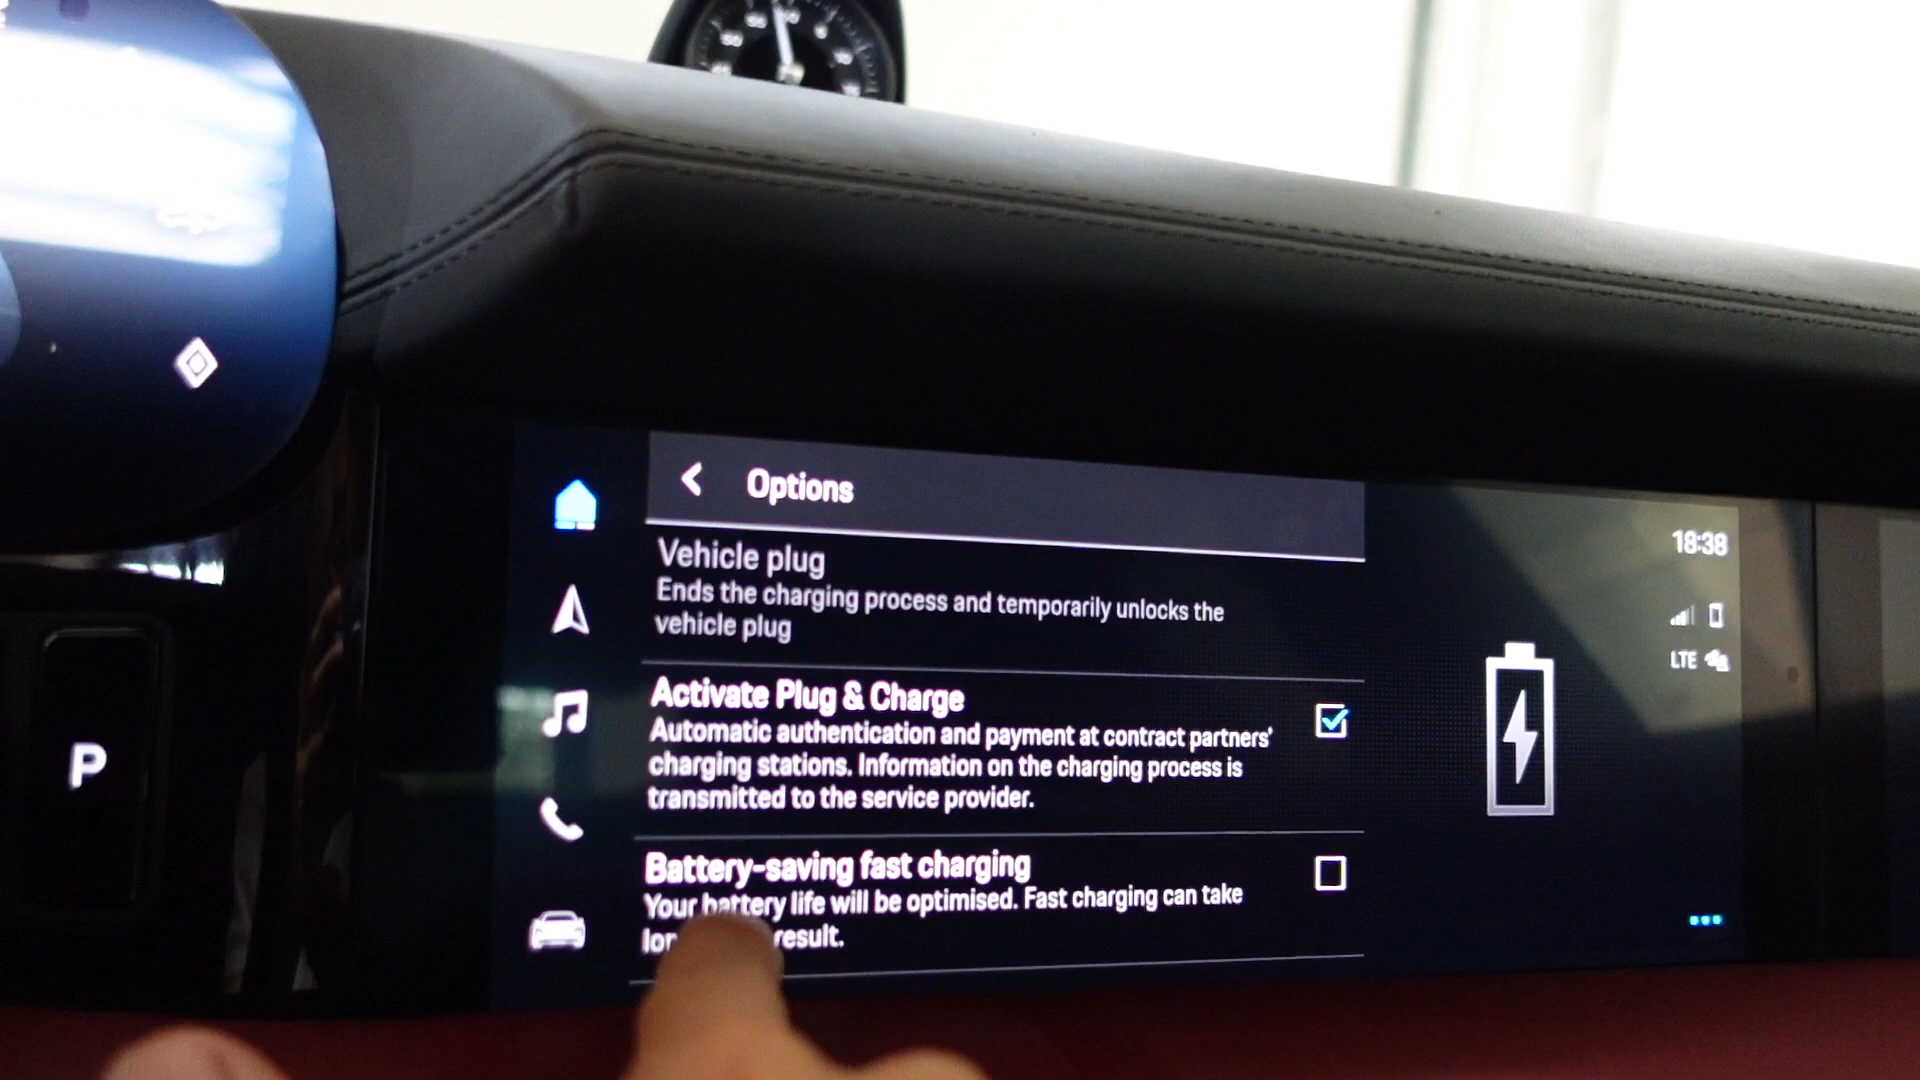 Options
Vehicle plug
Ends the charging process and temporarily unlocks the
vehicle plug
Activate Plug & Charge
Automatic authentication and payment at contract partners'
charging stations. Information on the charging process is
transmitted to the service provider.
Battery-saving fast charging
Your battery life will be optimised. Fast charging can take
result.
18:38
LTE
P